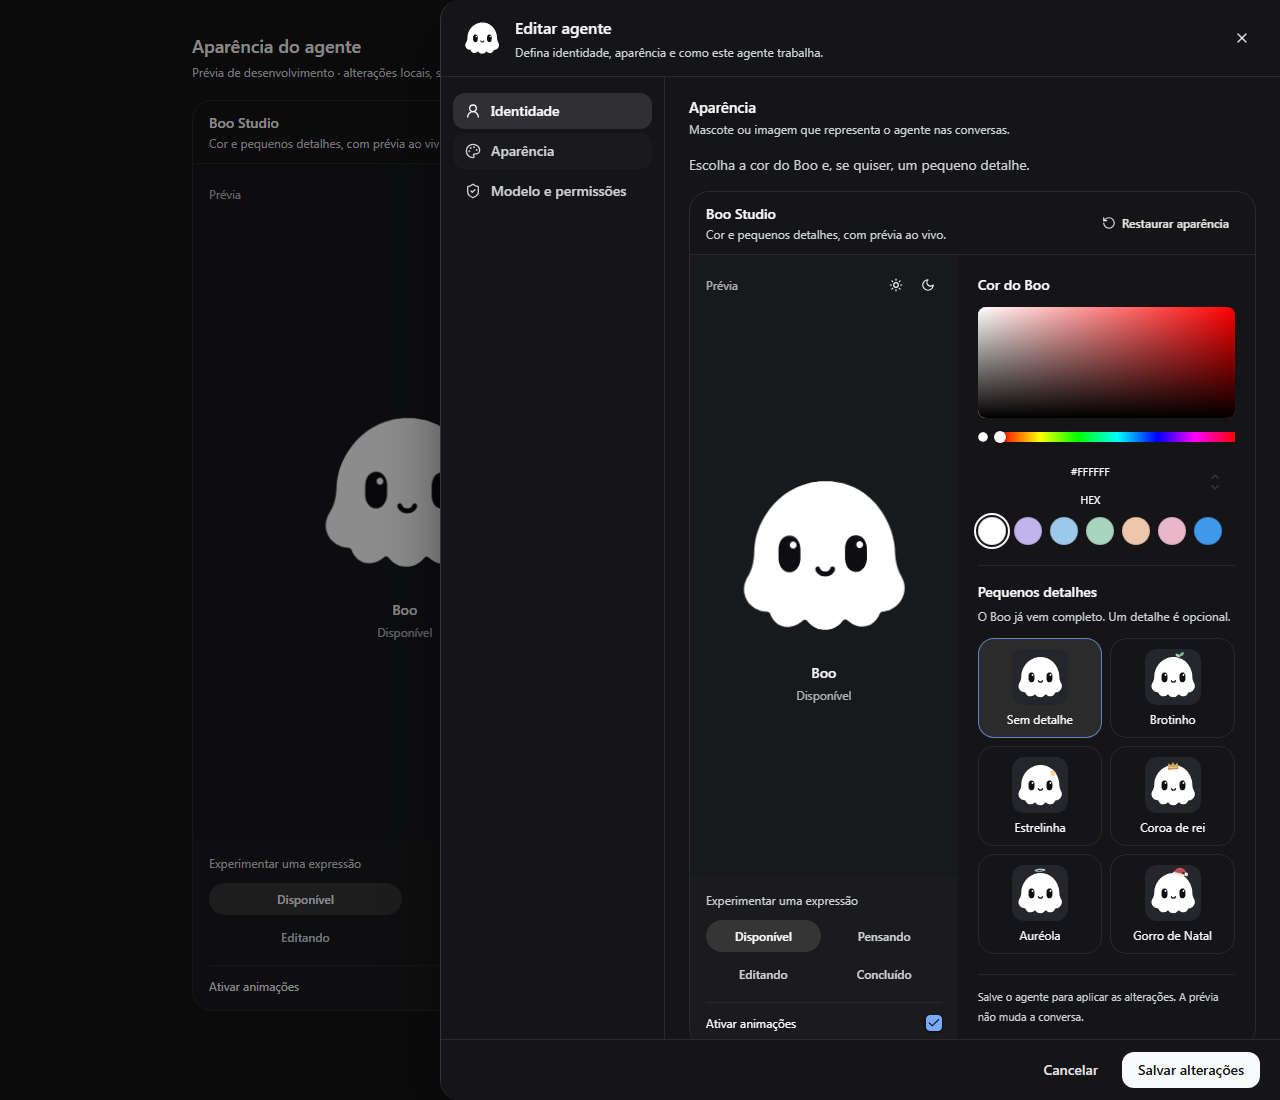 Aparência do agente
Prévia de desenvolvimento · alterações locais, s
Boo Studio
Cor e pequenos detalhes, com prévia ao viv
Prévia
Boo
Disponível
Experimentar uma expressão
Disponível
Editando
Ativar animações
Editar agente
Defina identidade, aparência e como este agente trabalha.
Identidade
Aparência
Modelo e permissões
Aparência
Mascote ou imagem que representa o agente nas conversas.
Escolha a cor do Boo e, se quiser, um pequeno detalhe.
Boo Studio
Cor e pequenos detalhes, com prévia ao vivo.
Restaurar aparência
Prévia
Boo
Disponível
Experimentar uma expressão
Disponível
Pensando
Editando
Concluído
Ativar animações
Cor do Boo
#FFFFFF
HEX
Pequenos detalhes
O Boo já vem completo. Um detalhe é opcional.
Sem detalhe
Brotinho
Estrelinha
Coroa de rei
Auréola
Gorro de Natal
Salve o agente para aplicar as alterações. A prévia
não muda a conversa.
Cancelar
Salvar alterações